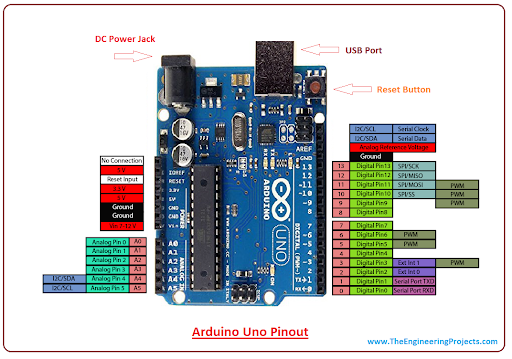 DC Power Jack
USB Port
Reset Button
I2C/SCL Serial Clock
I2C/SDA Serial Data
Analog Reference Voltage
Ground
13 Digital Pin13 SPI/SCK
12 Digital Pin12 SPI/MISO
11 Digital Pin11 SPI/MOSI PWM
10 Digital Pin10 SPI/SS PWM
9 Digital Pin9 PWM
8 Digital Pin8
7 Digital Pin7
6 Digital Pin6 PWM
5 Digital Pin5 PWM
4 Digital Pin4
3 Digital Pin3 Ext Int 1 PWM
2 Digital Pin2 Ext Int 0
1 Digital Pin1 Serial Port TXD
0 Digital Pin0 Serial Port RXD
No Connection
5 V
Reset Input
3.3 V
5 V
Ground
Ground
Vin 7-12 V
Analog Pin 0 A0
Analog Pin 1 A1
Analog Pin 2 A2
Analog Pin 3 A3
I2C/SDA Analog Pin 4 A4
I2C/SCL Analog Pin 5 A5
IOREF
RESET
3.3V
5V
GND
GND
Vin
A0
A1
A2
A3
A4
A5
POWER
ANALOG IN
ARDUINO
UNO
AREF
GND
13
12
~11
~10
~9
8
7
~6
~5
4
~3
2
TX 1
RX 0
DIGITAL (PWM~)
ON
Arduino Uno Pinout
www.TheEngineeringProjects.com